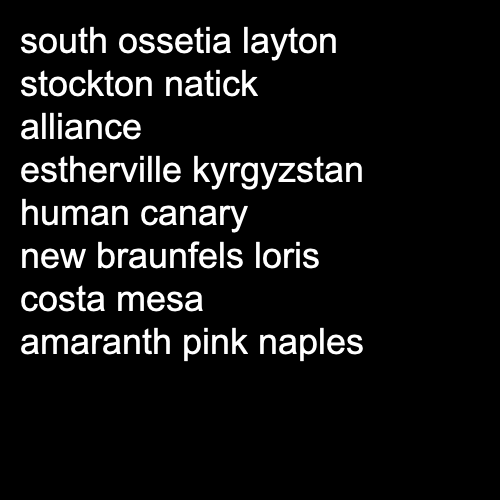 south ossetia layton
stockton natick
alliance
estherville kyrgyzstan
human canary
new braunfels loris
costa mesa
amaranth pink naples